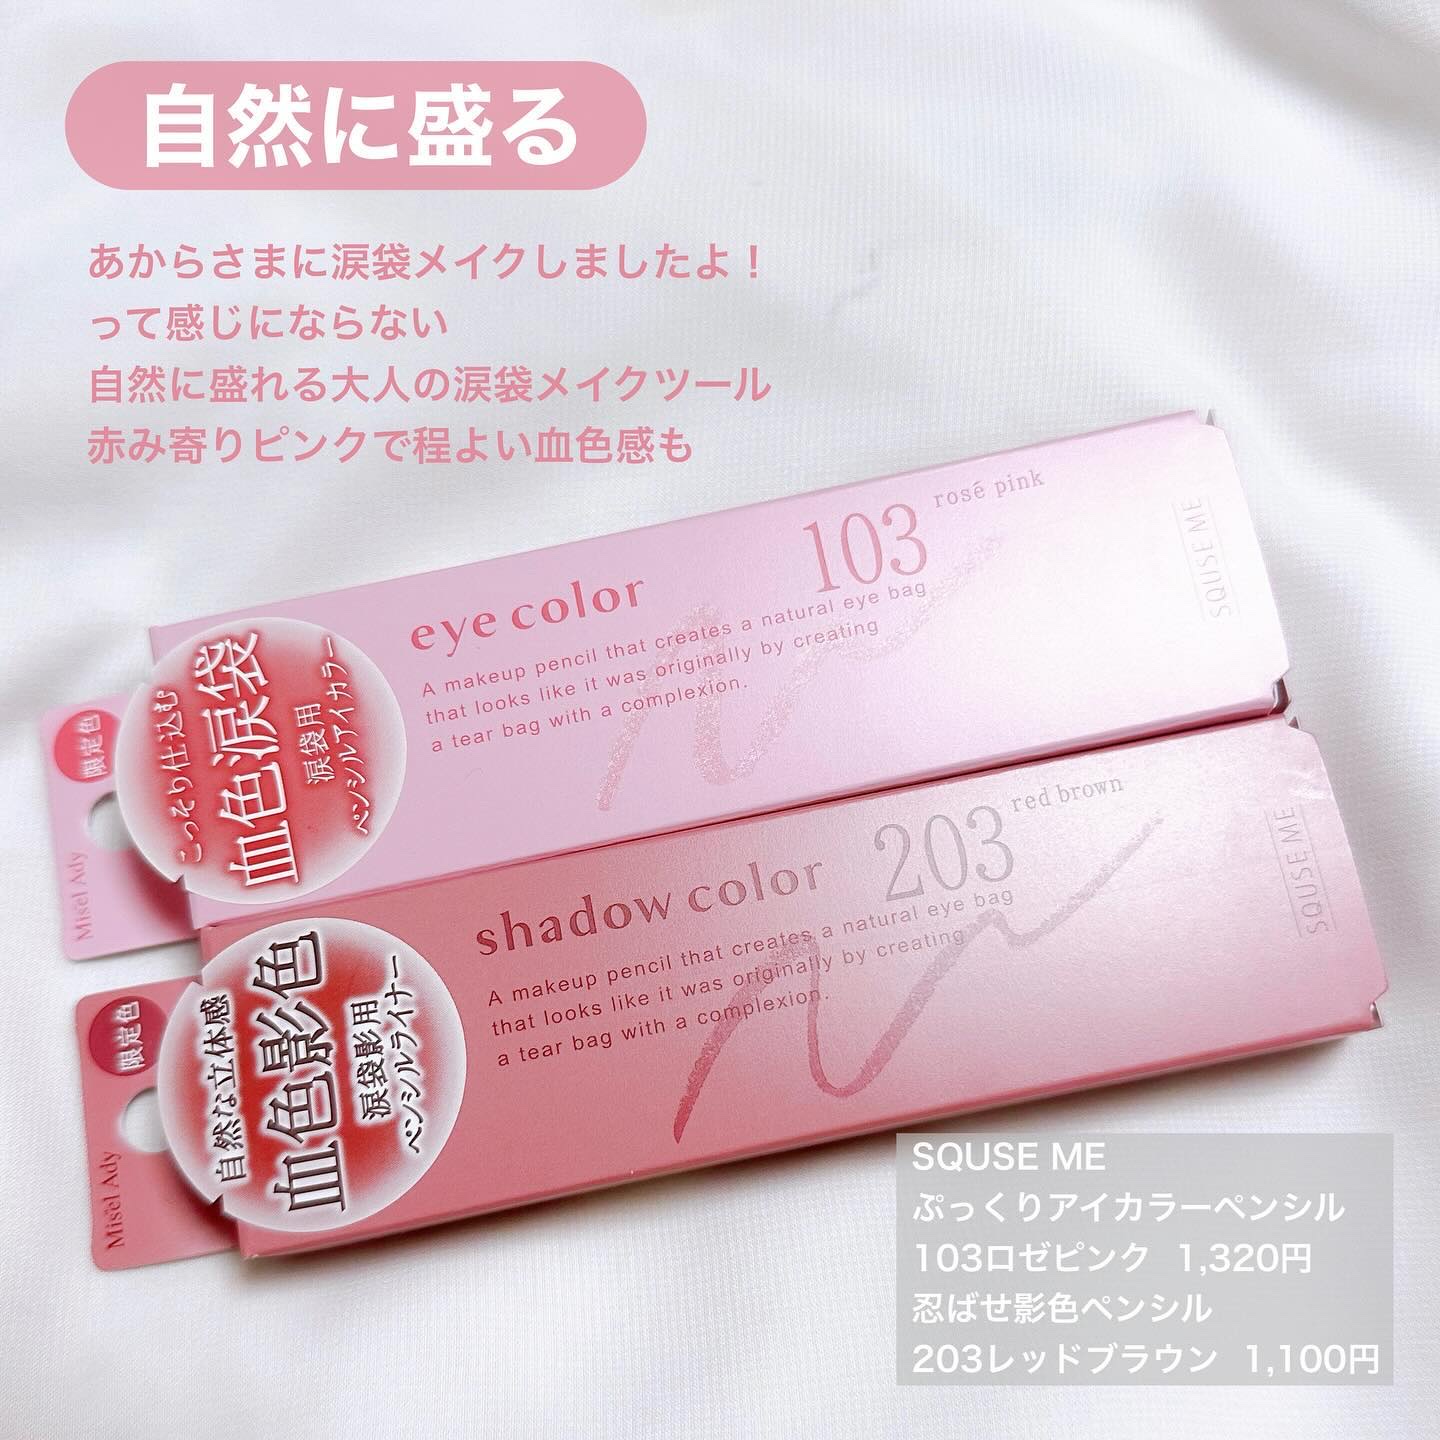 自然に盛る
あからさまに涙袋メイクしましたよ！
って感じにならない
自然に盛れる大人の涙袋メイクツール
赤み寄りピンクで程よい血色感も
eye color
103
rosé pink
A makeup pencil that creates a natural eye bag
that looks like it was originally by creating
a tear bag with a complexion.
SQUSE ME
こっそり仕込む
血色涙袋
涙袋用
ペンシルアイカラー
限定色
Misel Ady
shadow color
203
red brown
A makeup pencil that creates a natural eye bag
that looks like it was originally by creating
a tear bag with a complexion.
SQUSE ME
自然な立体感
血色影色
涙袋影用
ペンシルライナー
限定色
Misel Ady
SQUSE ME
ぷっくりアイカラーペンシル
103ロゼピンク 1,320円
忍ばせ影色ペンシル
203レッドブラウン 1,100円